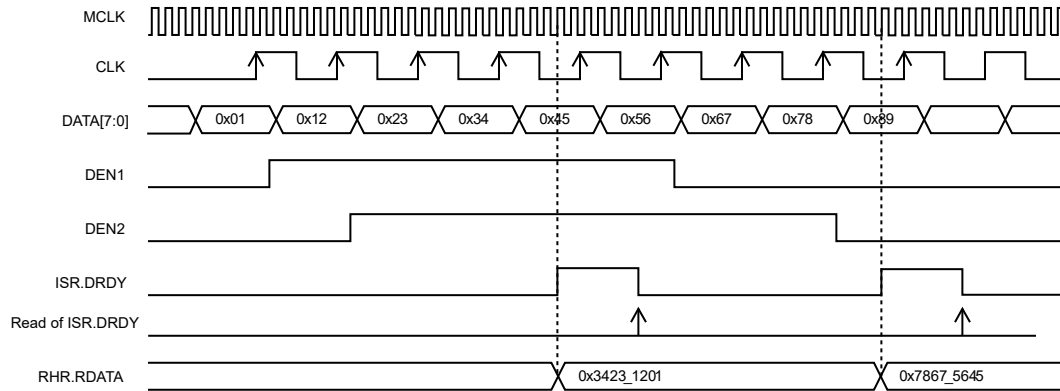 MCLK
CLK
DATA[7:0] 0x01 0x12 0x23 0x34 0x45 0x56 0x67 0x78 0x89
DEN1
DEN2
ISR.DRDY
Read of ISR.DRDY
RHR.RDATA 0x3423_1201 0x7867_5645